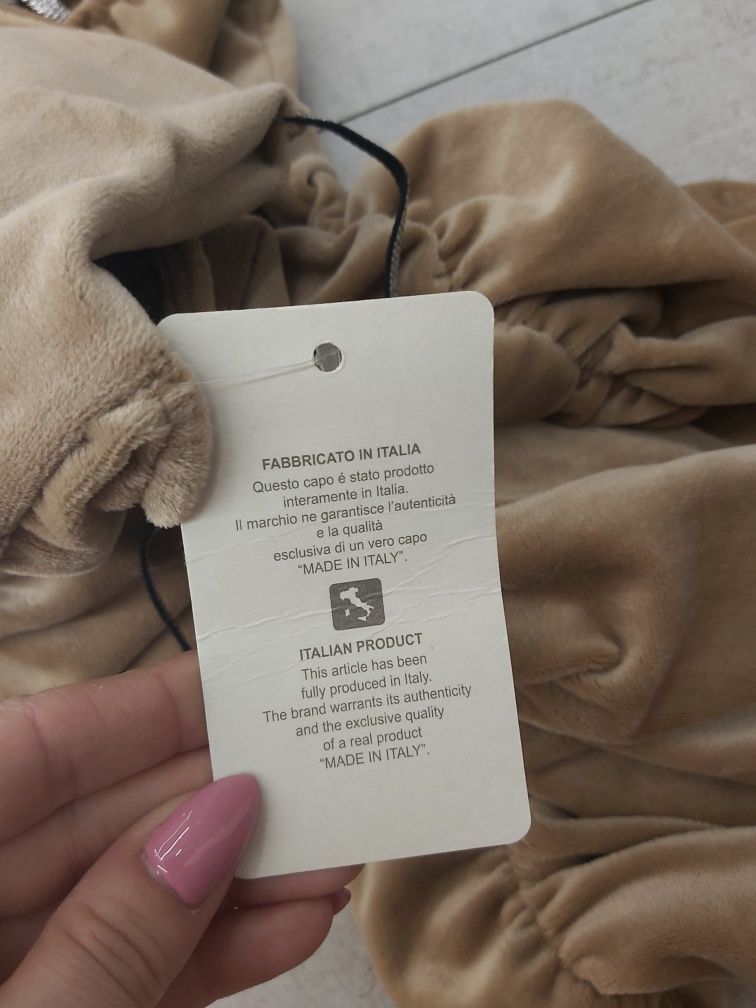 FABBRICATO IN ITALIA
Questo capo é stato prodotto
interamente in Italia.
Il marchio ne garantisce l'autenticità
e la qualità
esclusiva di un vero capo
“MADE IN ITALY”.
ITALIAN PRODUCT
This article has been
fully produced in Italy.
The brand warrants its authenticity
and the exclusive quality
of a real product
“MADE IN ITALY”.